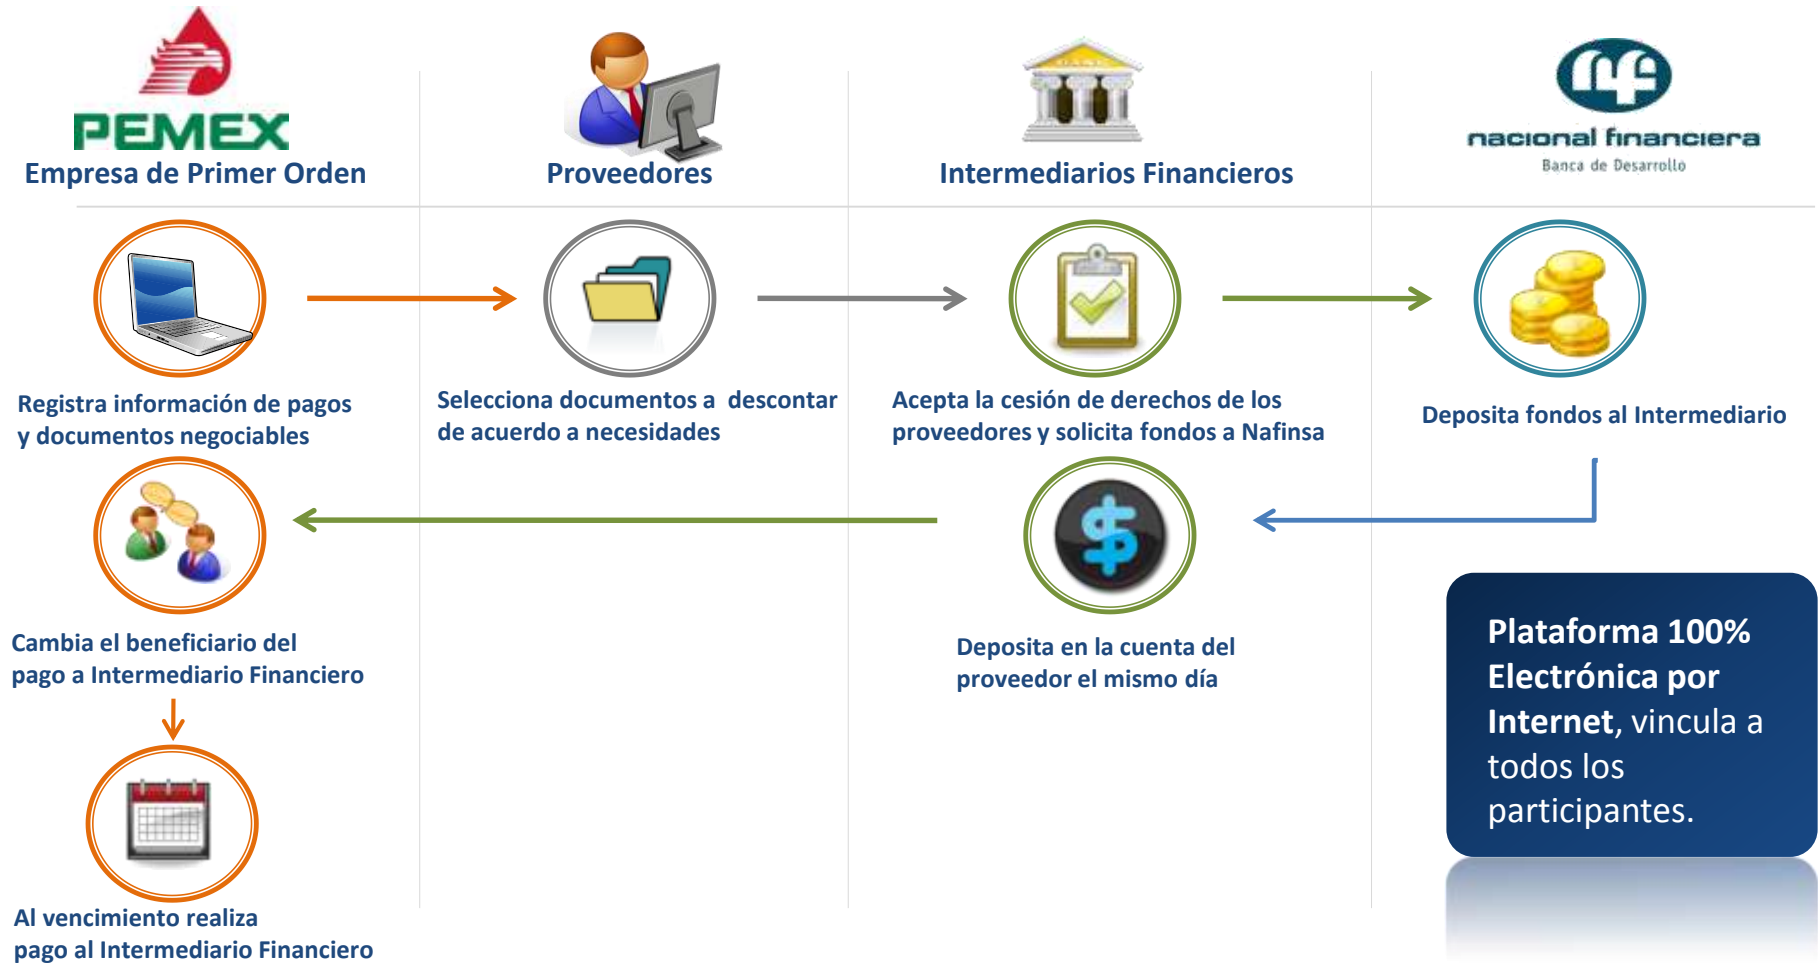 PEMEX
Empresa de Primer Orden
Proveedores
Intermediarios Financieros
nacional financiera
Banca de Desarrollo
Registra información de pagos
y documentos negociables
Selecciona documentos a descontar
de acuerdo a necesidades
Acepta la cesión de derechos de los
proveedores y solicita fondos a Nafinsa
Deposita fondos al Intermediario
Cambia el beneficiario del
pago a Intermediario Financiero
Deposita en la cuenta del
proveedor el mismo día
Plataforma 100%
Electrónica por
Internet, vincula a
todos los
participantes.
Al vencimiento realiza
pago al Intermediario Financiero